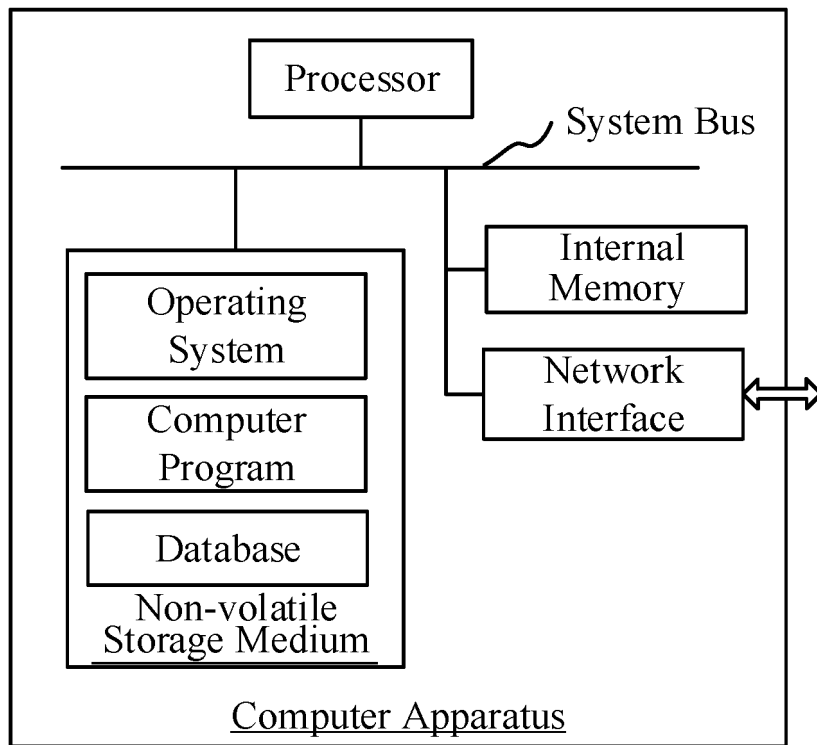 Processor
System Bus
Internal
Memory
Operating
System
Network
Interface
Computer
Program
Database
Non-volatile
Storage Medium
Computer Apparatus